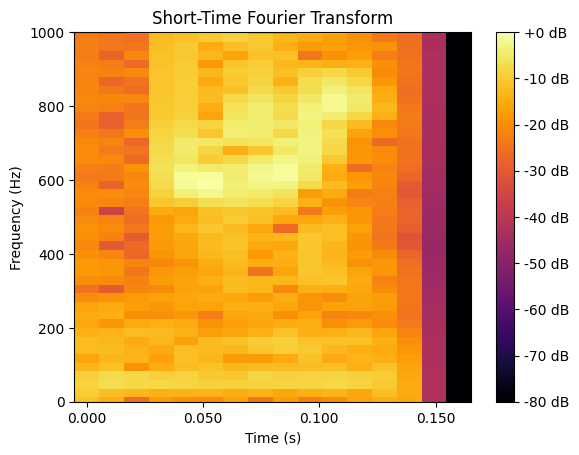 Short-Time Fourier Transform
1000
800
600
400
200
0
Frequency (Hz)
0.000
0.050
0.100
0.150
Time (s)
+0 dB
-10 dB
-20 dB
-30 dB
-40 dB
-50 dB
-60 dB
-70 dB
-80 dB